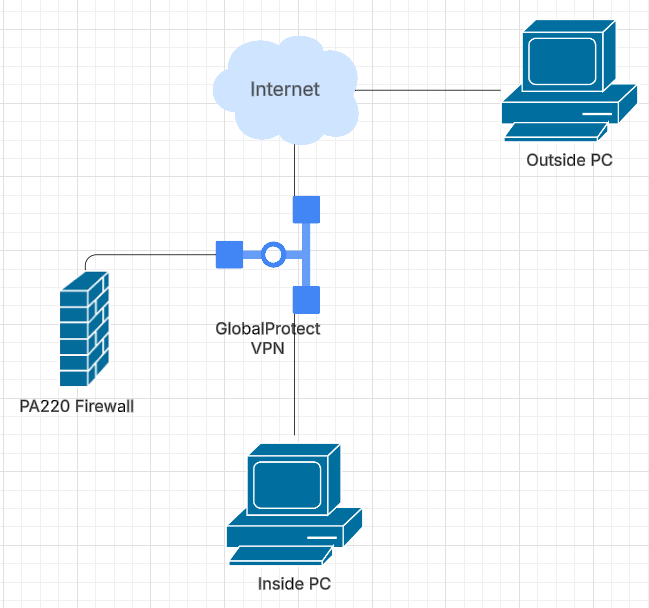 Internet
Outside PC
GlobalProtect
VPN
PA220 Firewall
Inside PC